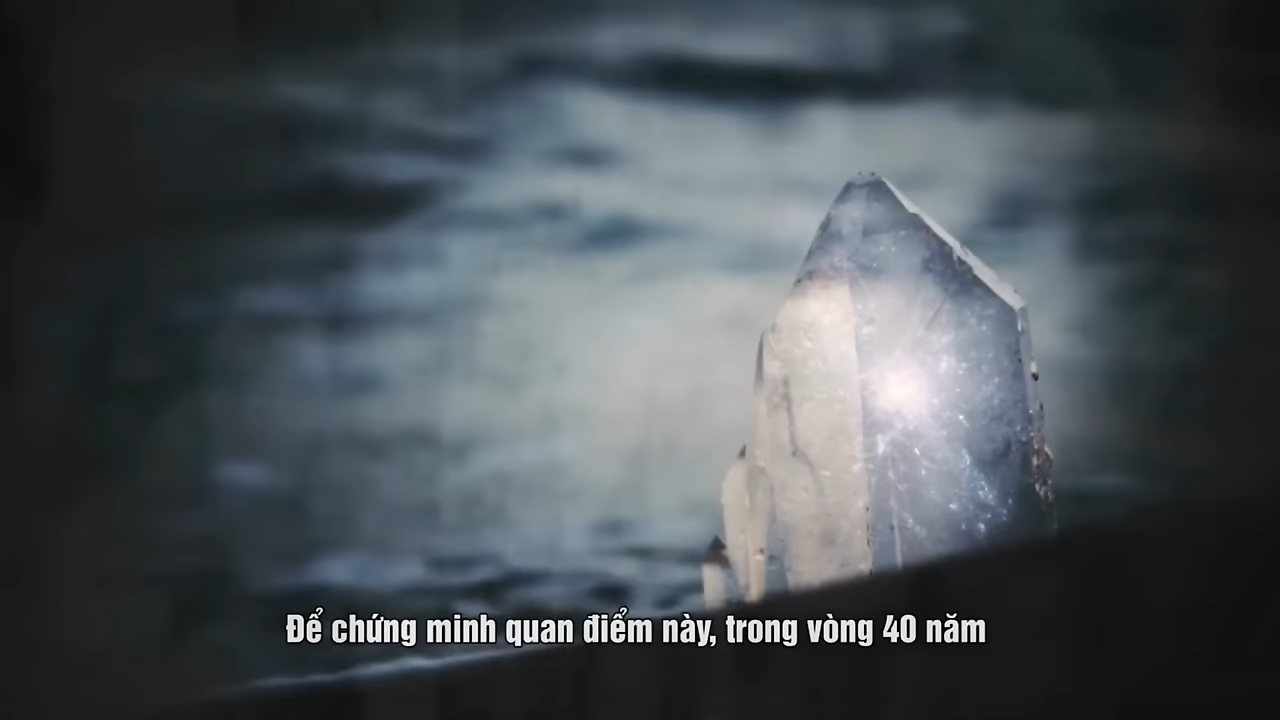 Để chứng minh quan điểm này, trong vòng 40 năm